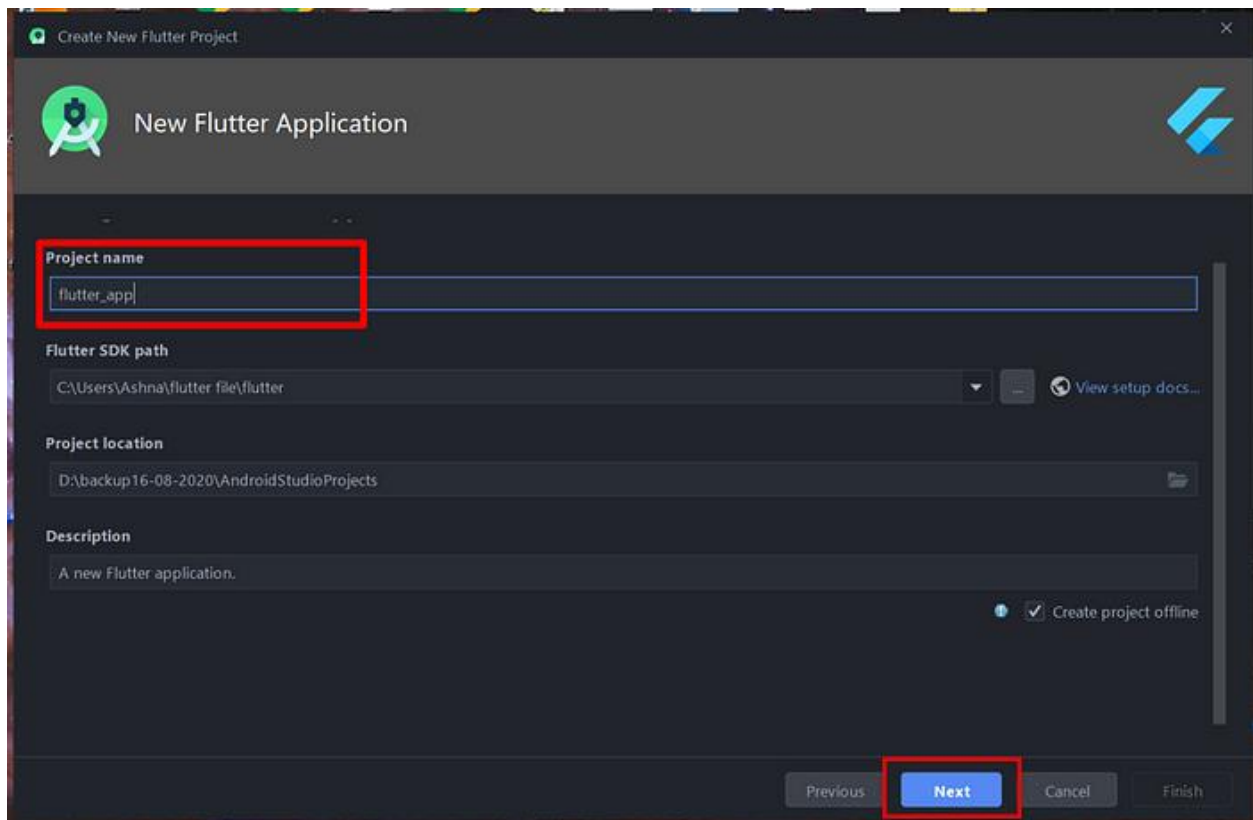 Create New Flutter Project
New Flutter Application
Project name
flutter_app
Flutter SDK path
C:\Users\Ashna\flutter file\flutter
... View setup docs...
Project location
D:\backup16-08-2020\AndroidStudioProjects
Description
A new Flutter application.
Create project offline
Previous Next Cancel Finish